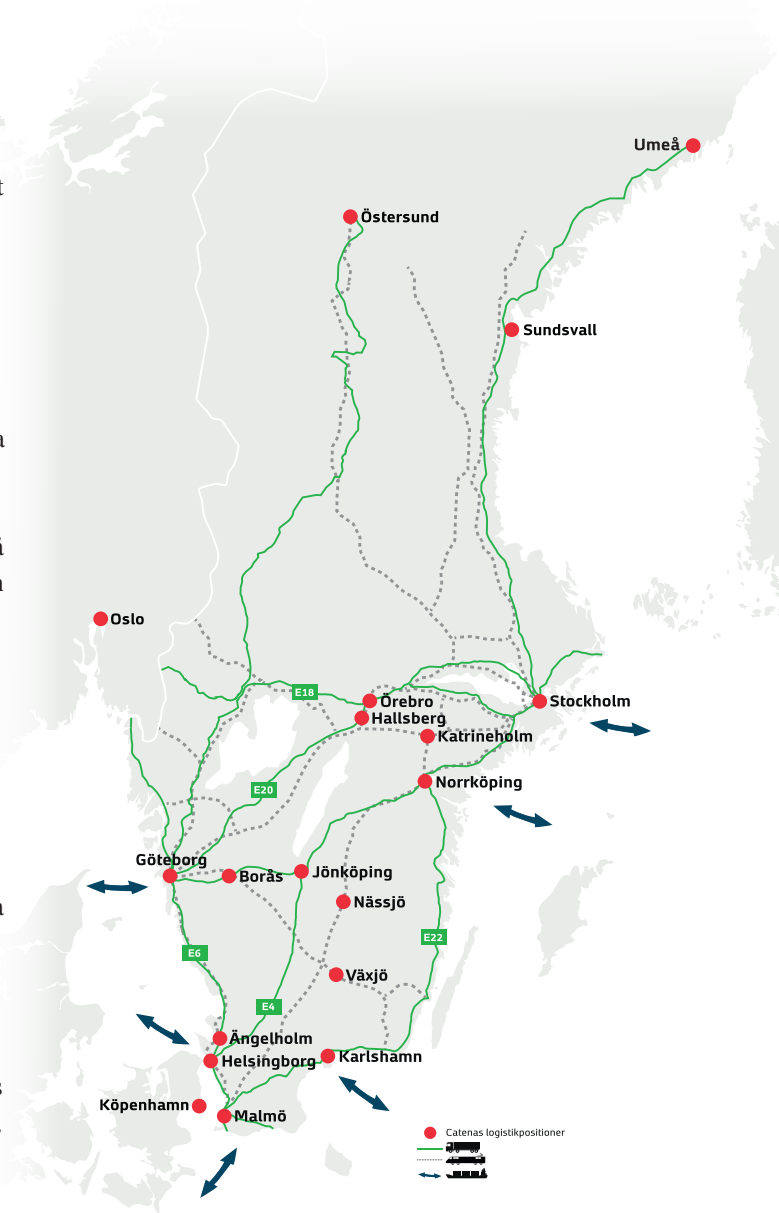 t
Umeå
Östersund
Sundsvall
a
Oslo
E18
Örebro
Stockholm
Hallsberg
Katrineholm
Norrköping
E20
Göteborg
Jönköping
Borås
Nässjö
a
E22
E6
Växjö
E4
Ängelholm
Karlshamn
Helsingborg
s
Köpenhamn
Malmö
Catenas logistikpositioner